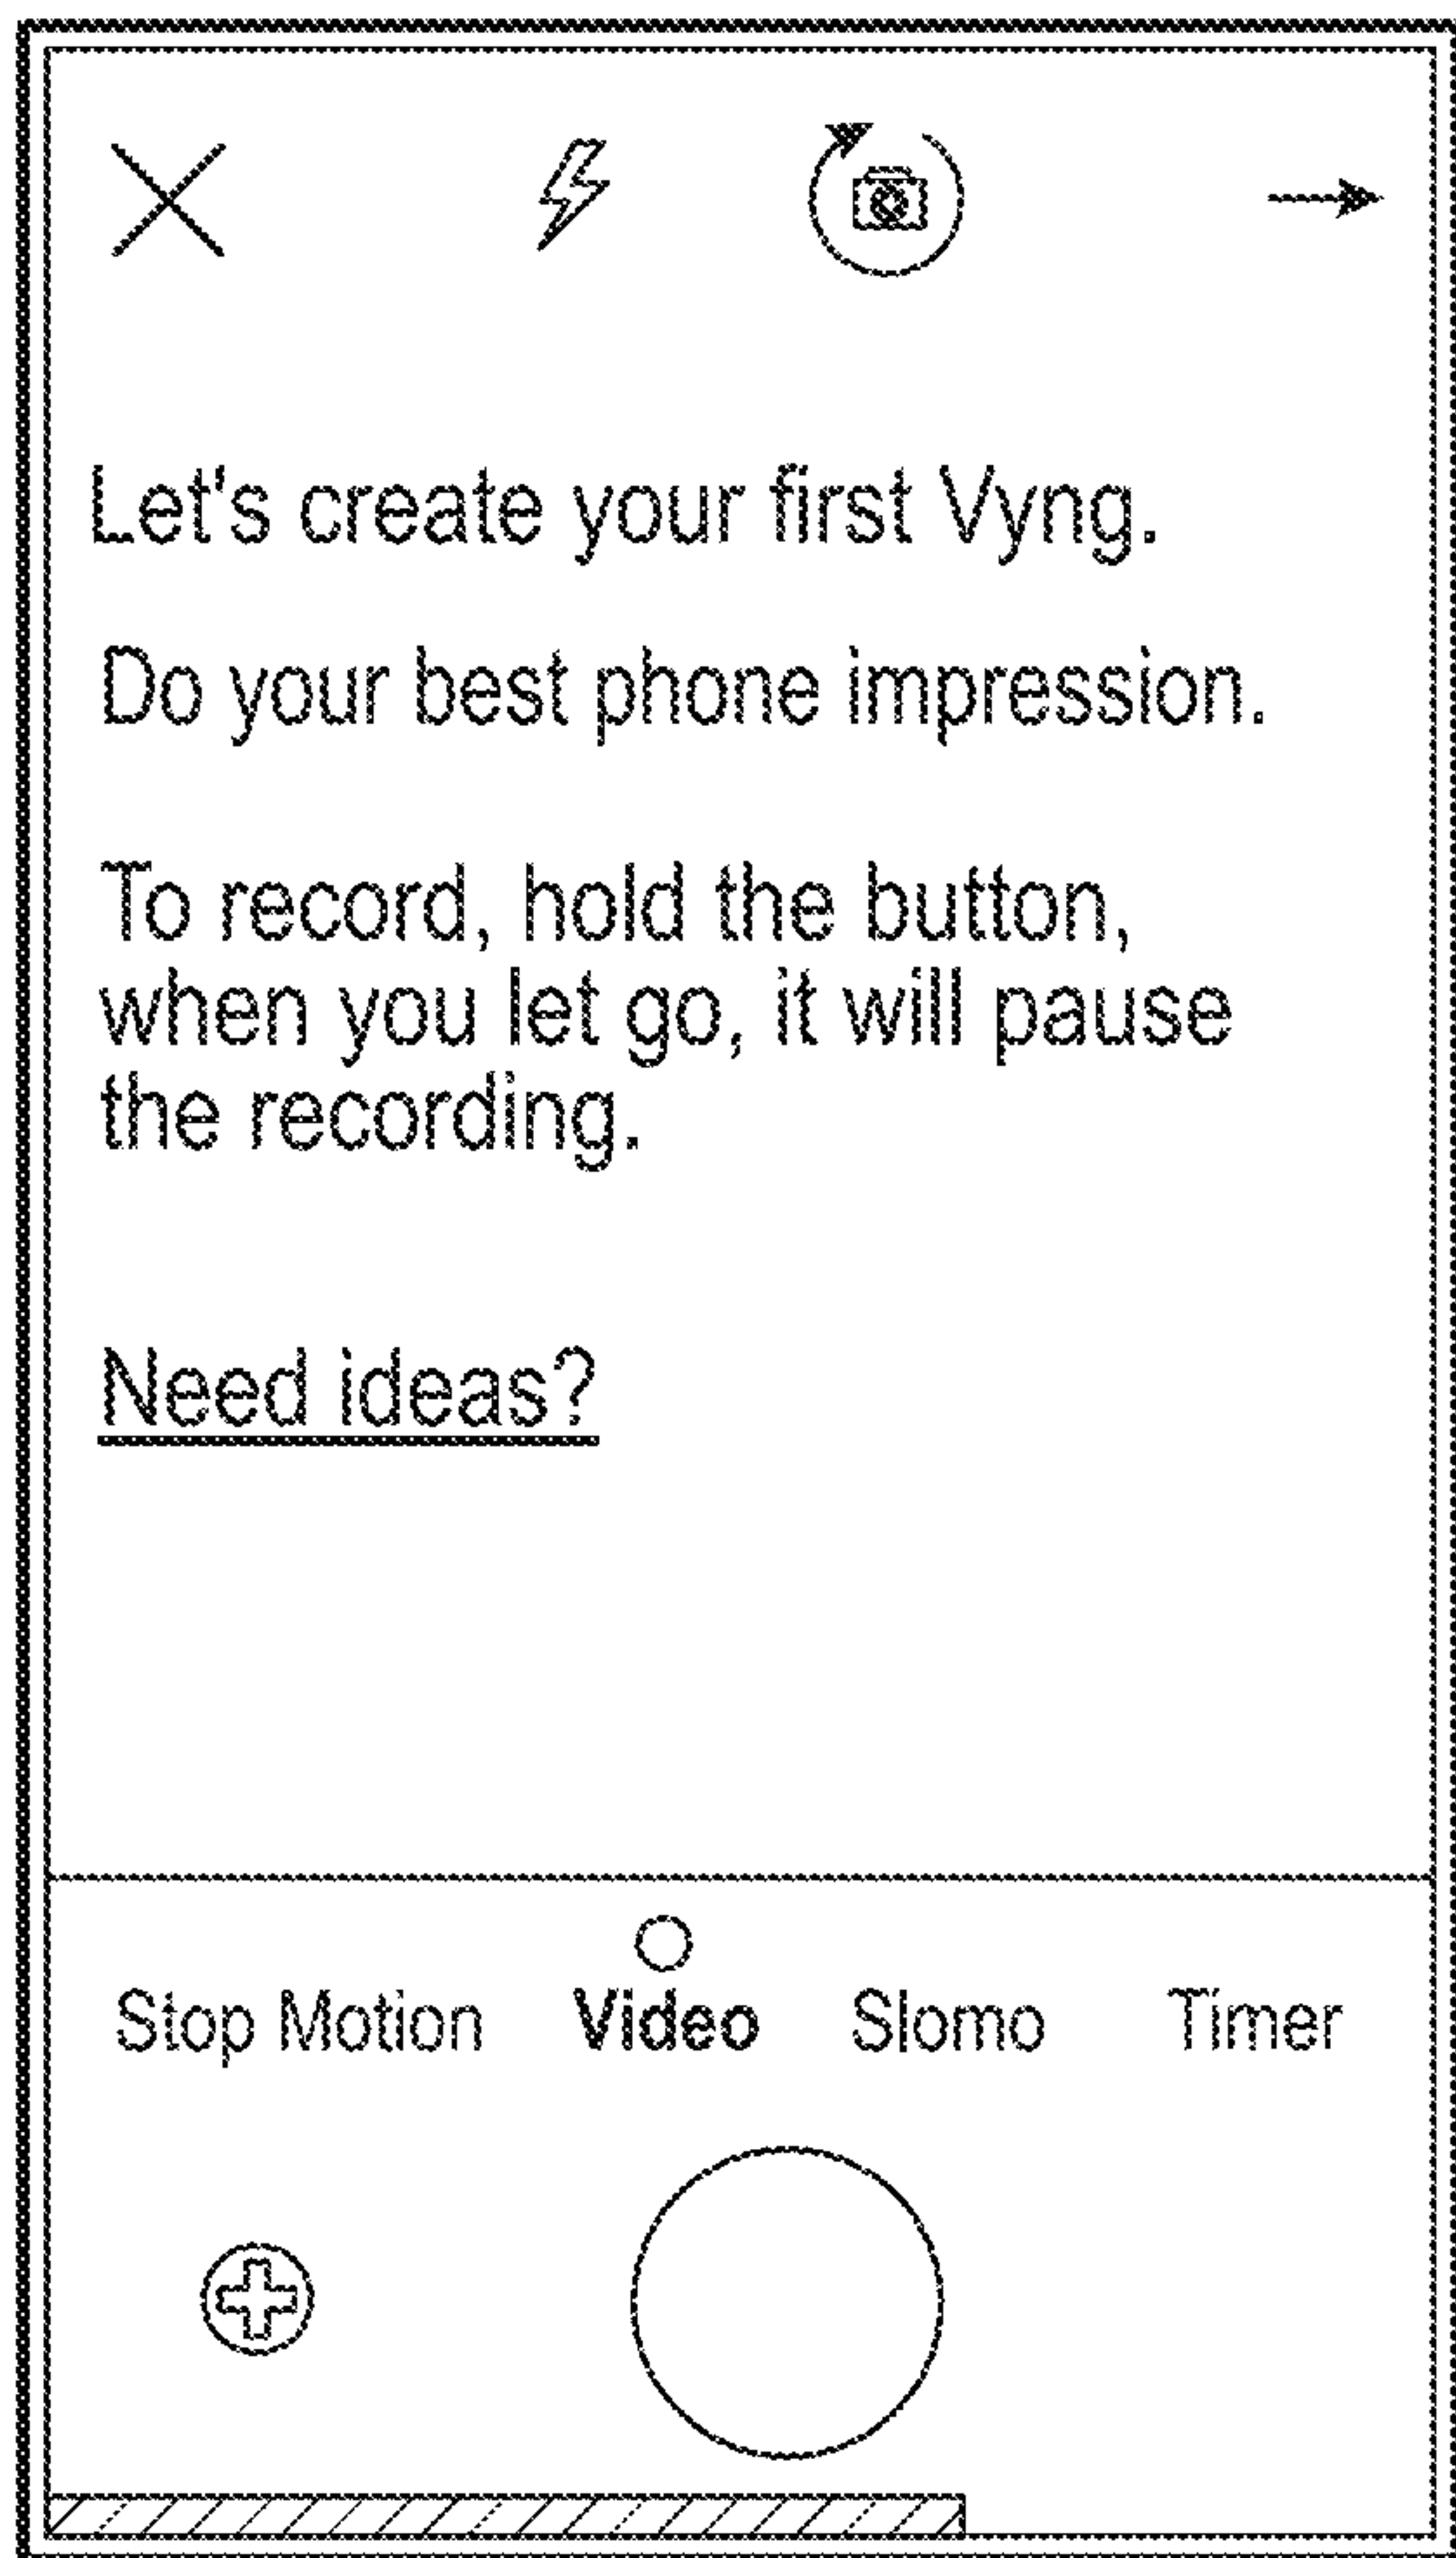 Let's create your first Vyng.
Do your best phone impression.
To record, hold the button,
when you let go, it will pause
the recording.
Need ideas?
Stop Motion Video Slomo Timer